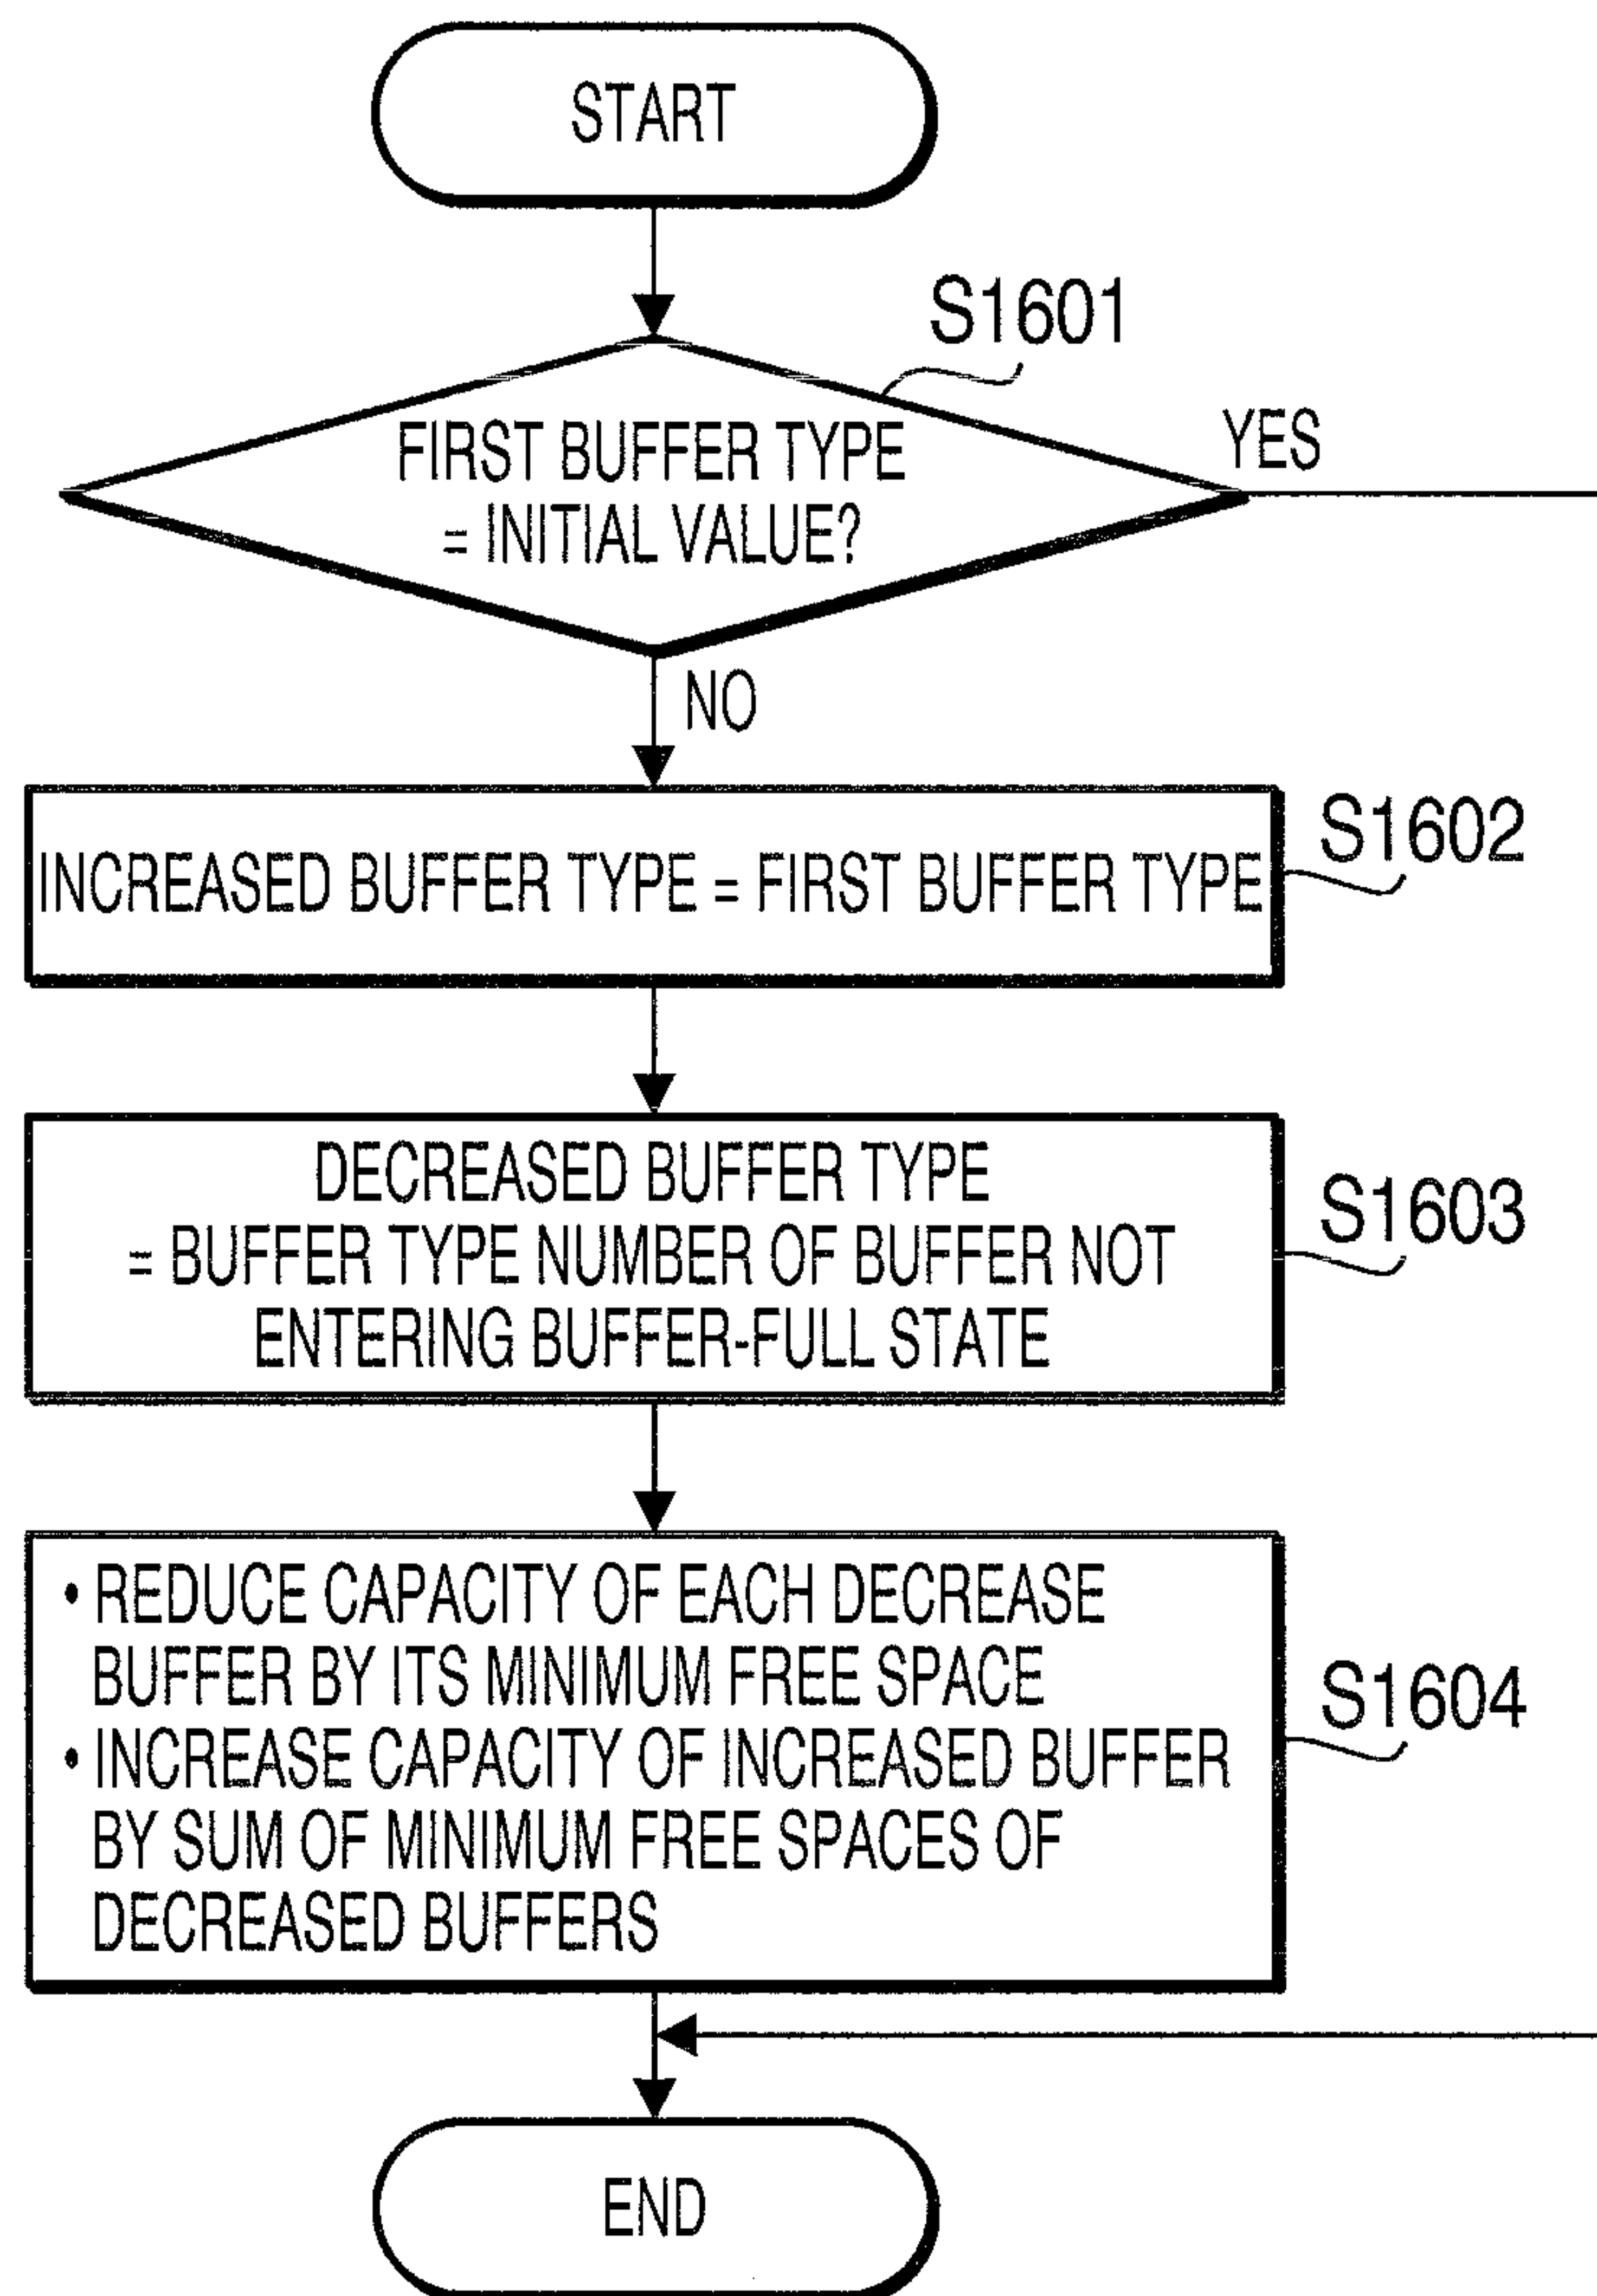 START
S1601
FIRST BUFFER TYPE
= INITIAL VALUE?
YES
NO
INCREASED BUFFER TYPE = FIRST BUFFER TYPE
S1602
DECREASED BUFFER TYPE
= BUFFER TYPE NUMBER OF BUFFER NOT
ENTERING BUFFER-FULL STATE
S1603
• REDUCE CAPACITY OF EACH DECREASE
BUFFER BY ITS MINIMUM FREE SPACE
• INCREASE CAPACITY OF INCREASED BUFFER
BY SUM OF MINIMUM FREE SPACES OF
DECREASED BUFFERS
S1604
END